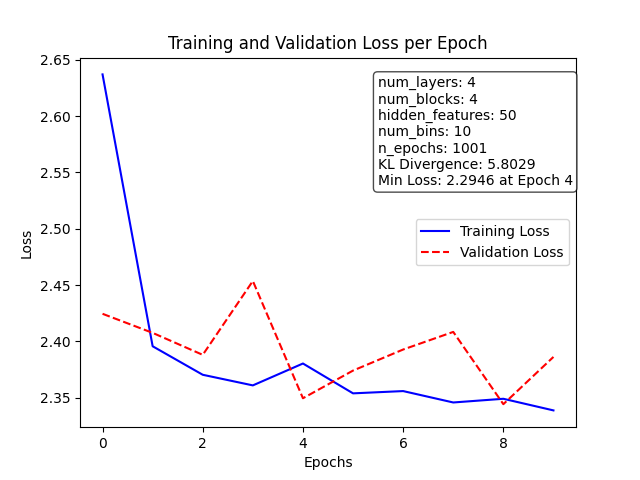 Training and Validation Loss per Epoch
2.65
2.60
2.55
2.50
2.45
2.40
2.35
Loss
num_layers: 4
num_blocks: 4
hidden_features: 50
num_bins: 10
n_epochs: 1001
KL Divergence: 5.8029
Min Loss: 2.2946 at Epoch 4
Training Loss
Validation Loss
0 2 4 6 8
Epochs